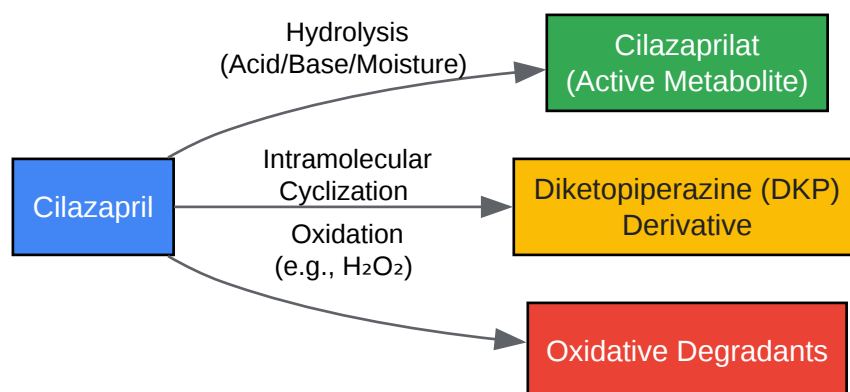 Hydrolysis
(Acid/Base/Moisture)
Cilazaprilat
(Active Metabolite)
Cilazapril
Intramolecular
Cyclization
Diketopiperazine (DKP)
Derivative
Oxidation
(e.g., H₂O₂)
Oxidative Degradants